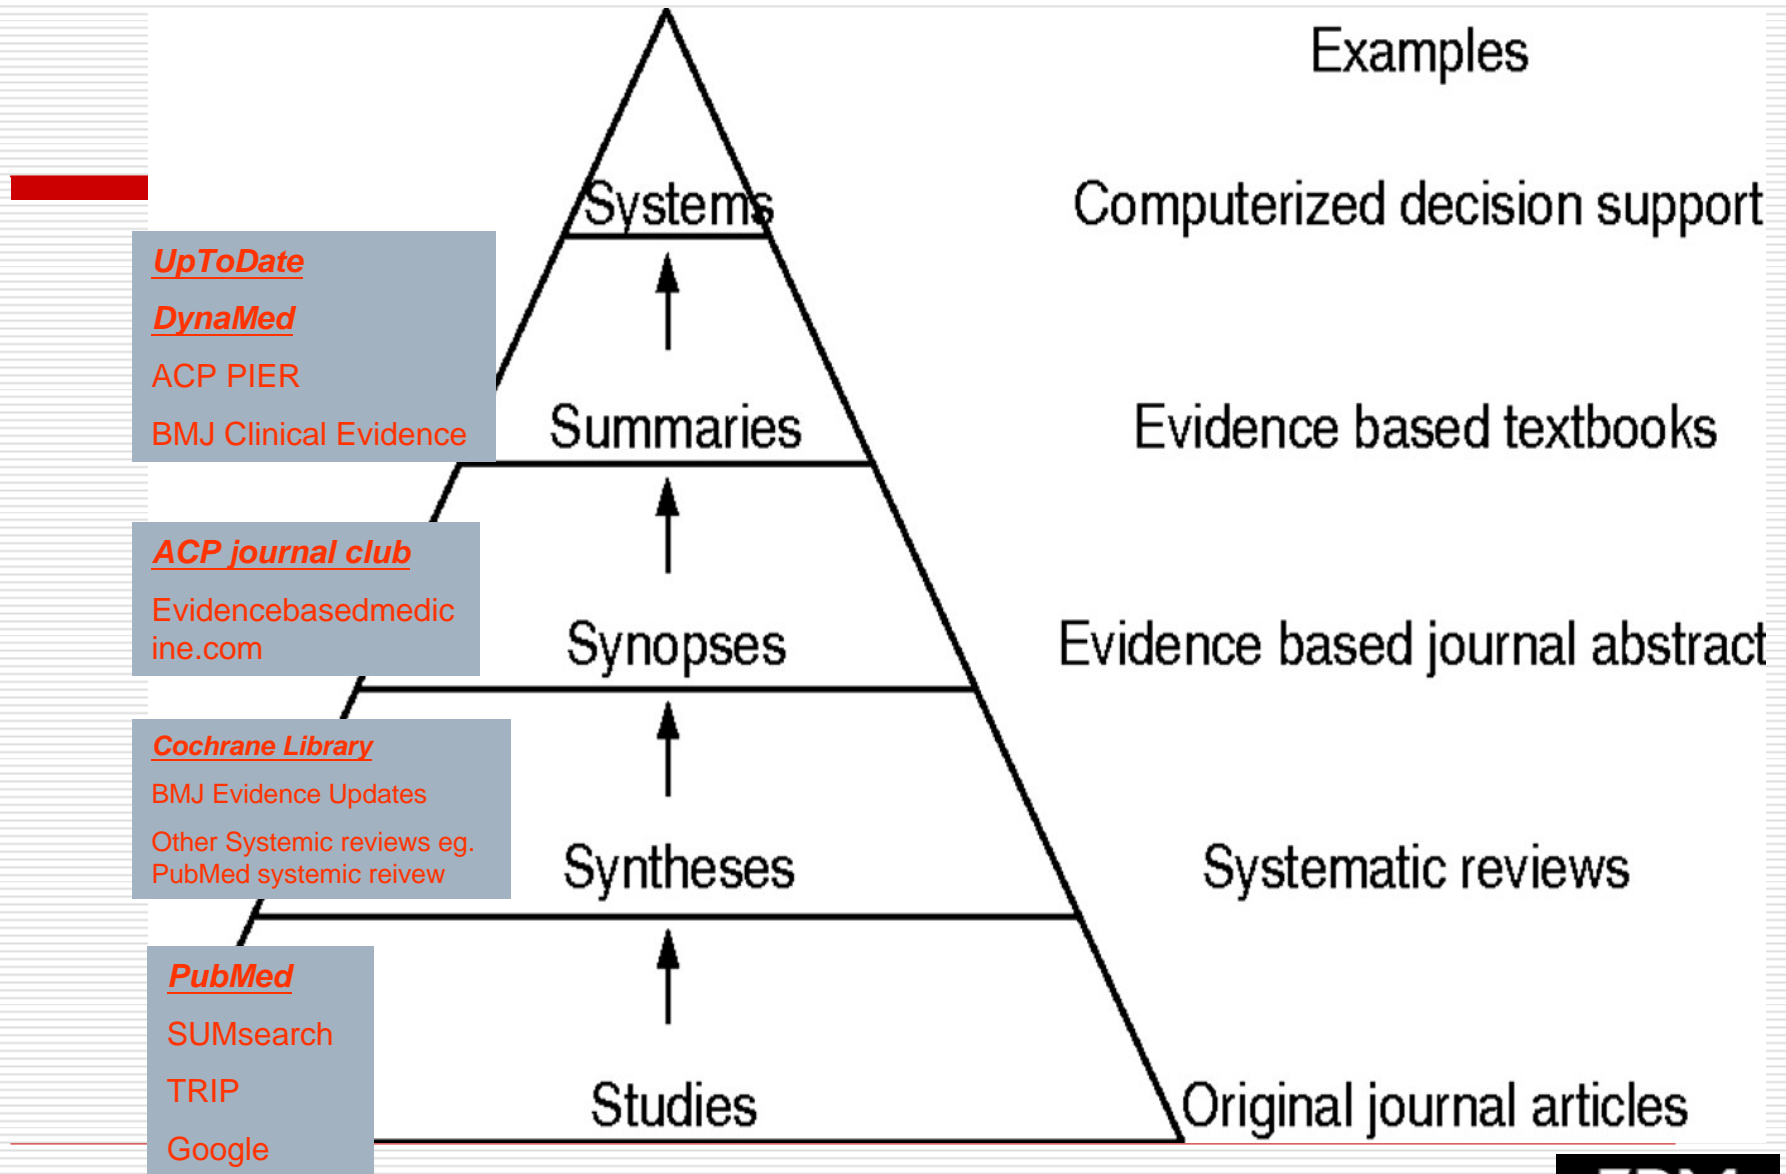 Examples
Systems
Computerized decision support
UpToDate
DynaMed
ACP PIER
BMJ Clinical Evidence
Summaries
Evidence based textbooks
ACP journal club
Evidencebasedmedic
ine.com
Synopses
Evidence based journal abstract
Cochrane Library
BMJ Evidence Updates
Other Systemic reviews eg.
PubMed systemic reivew
Syntheses
Systematic reviews
PubMed
SUMsearch
TRIP
Google
Studies
Original journal articles